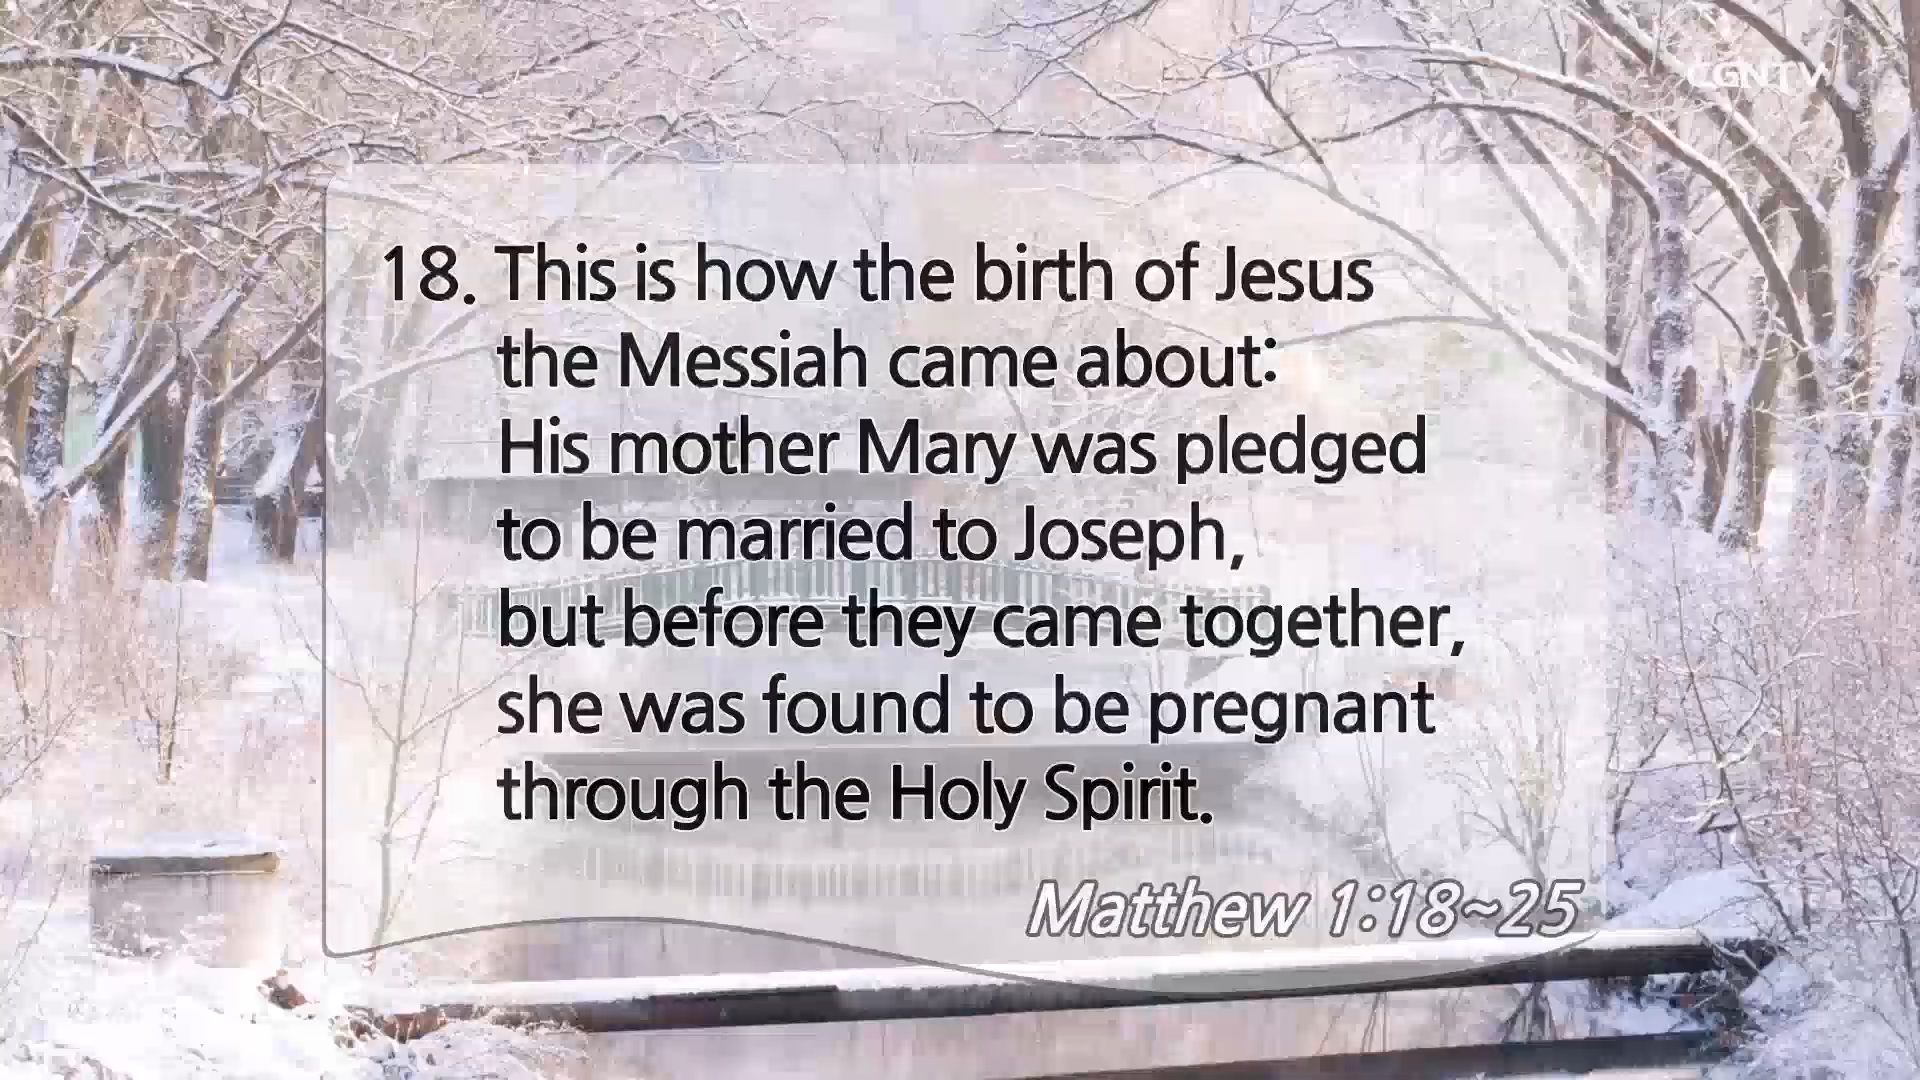 CGNTV
18. This is how the birth of Jesus
the Messiah came about:
His mother Mary was pledged
to be married to Joseph,
but before they came together,
she was found to be pregnant
through the Holy Spirit.
Matthew 1:18~25